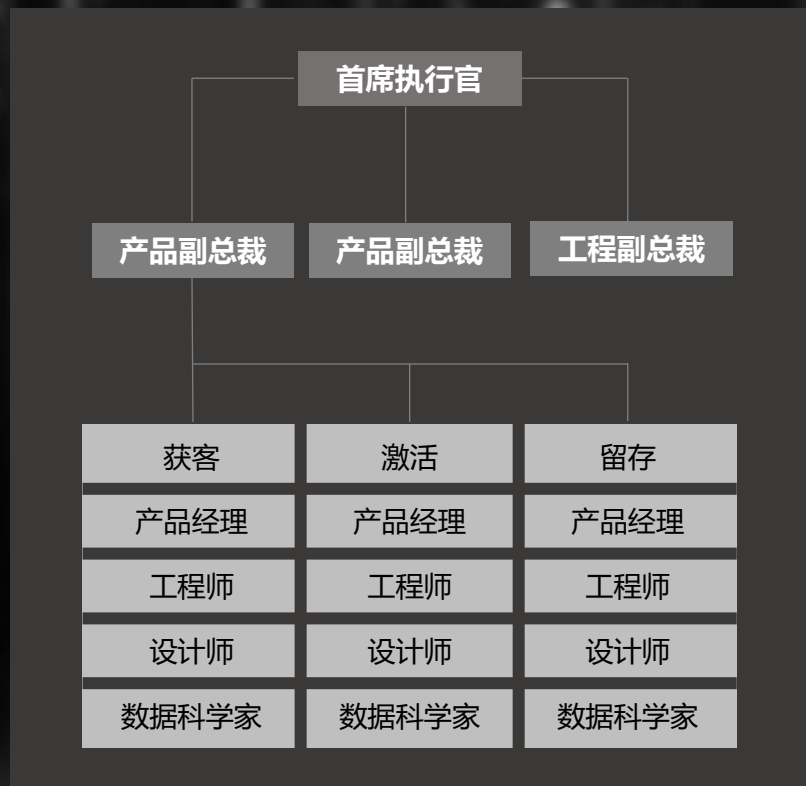 首席执行官
产品副总裁 产品副总裁 工程副总裁
获客 激活 留存
产品经理 产品经理 产品经理
工程师 工程师 工程师
设计师 设计师 设计师
数据科学家 数据科学家 数据科学家